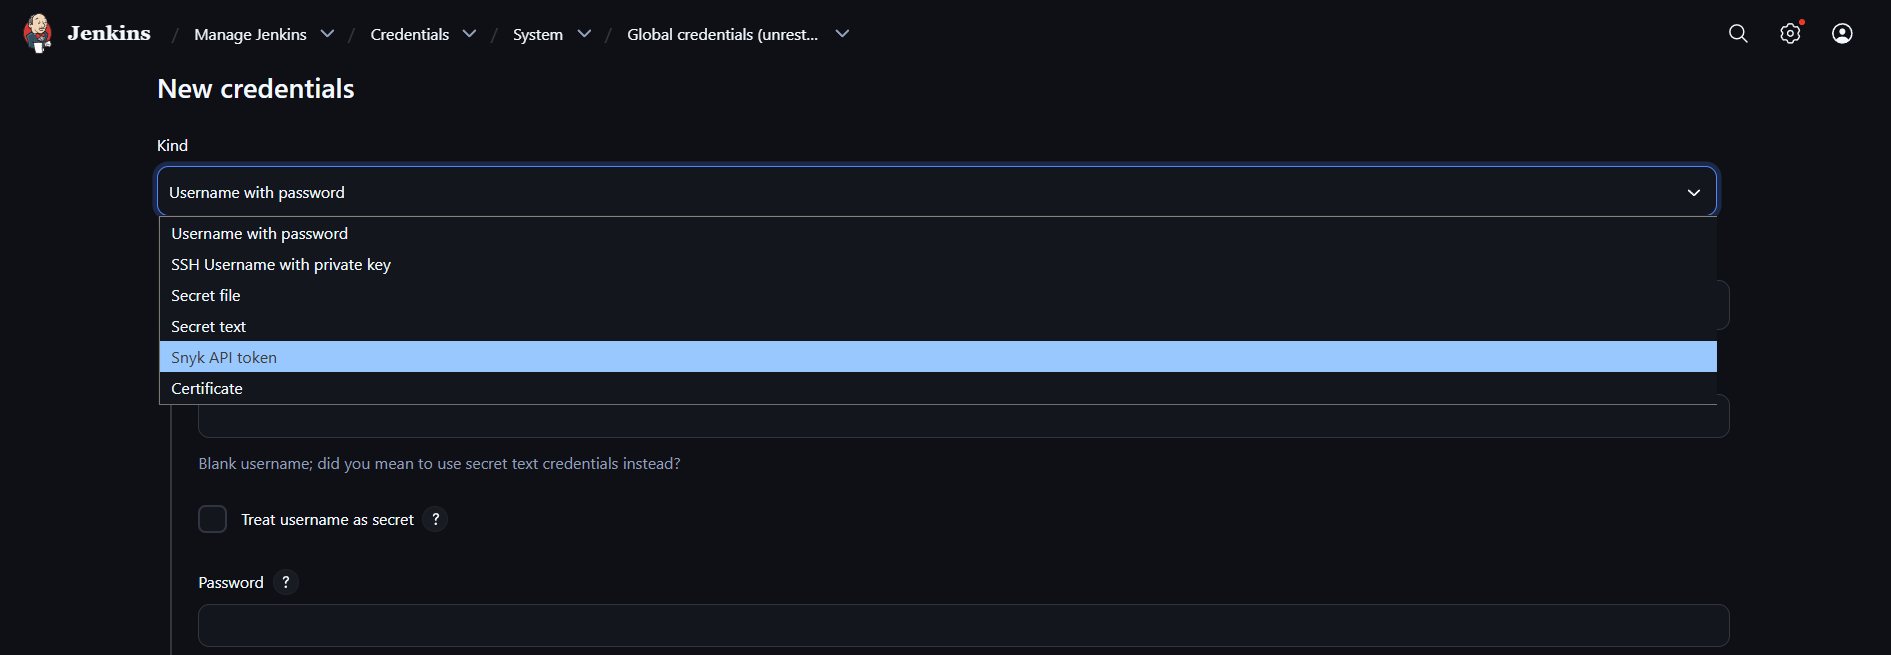 Jenkins / Manage Jenkins / Credentials / System / Global credentials (unrest...
New credentials
Kind
Username with password
Username with password
SSH Username with private key
Secret file
Secret text
Snyk API token
Certificate
Blank username; did you mean to use secret text credentials instead?
Treat username as secret ?
Password ?